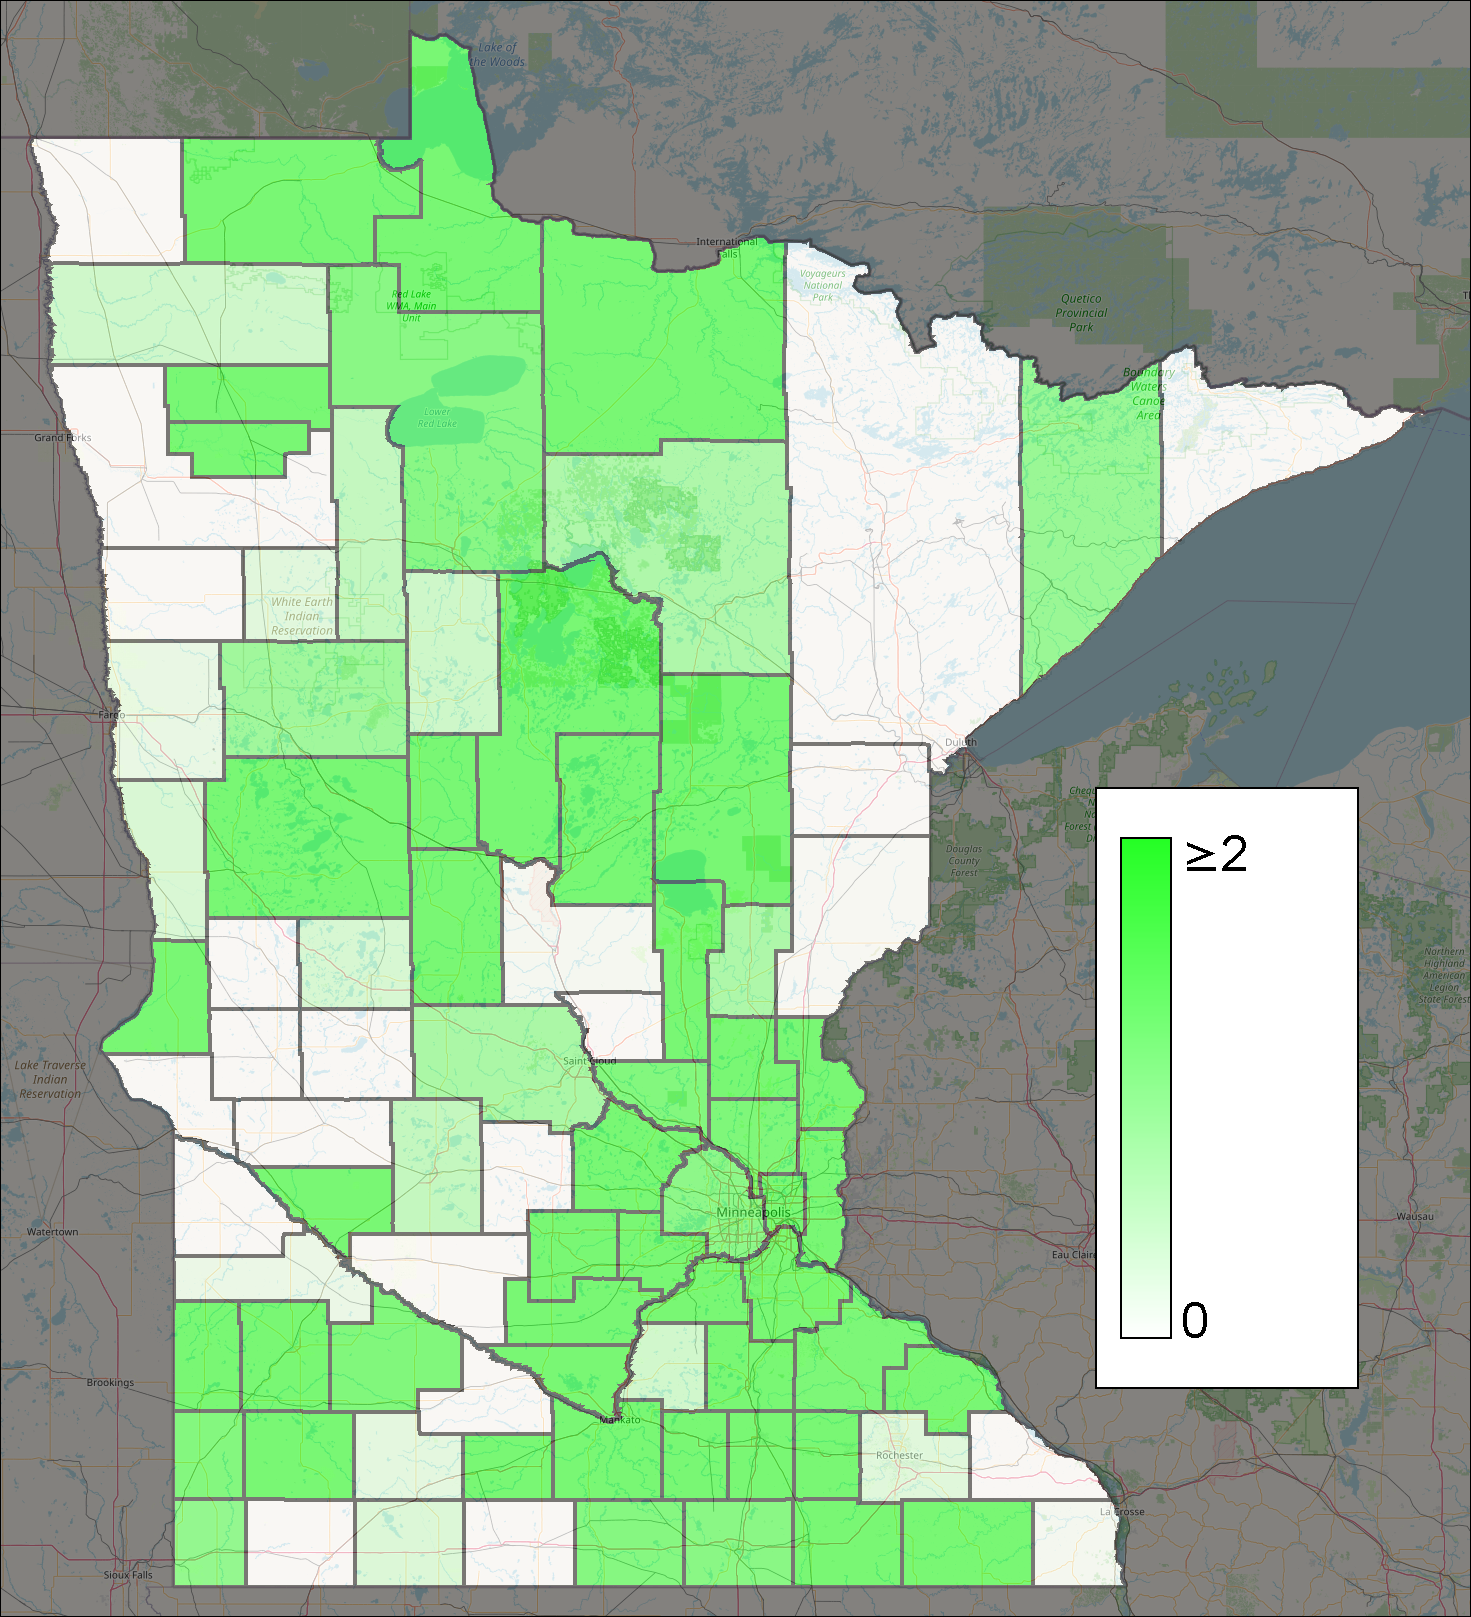 Lake of
the Woods
International
Falls
Voyageurs
National
Park
Quetico
Provincial
Park
Red Lake
WMA, Main
Unit
Boundary
Waters
Canoe
Area
Lower
Red Lake
Grand Forks
White Earth
Indian
Reservation
Fargo
Duluth
Douglas
County
Forest
≥2
Northern
Highland
American
Legion
State Forest
Lake Traverse
Indian
Reservation
Saint Cloud
Minneapolis
Watertown
Wausau
Eau Clair
0
Brookings
Mankato
Rochester
La Crosse
Sioux Falls